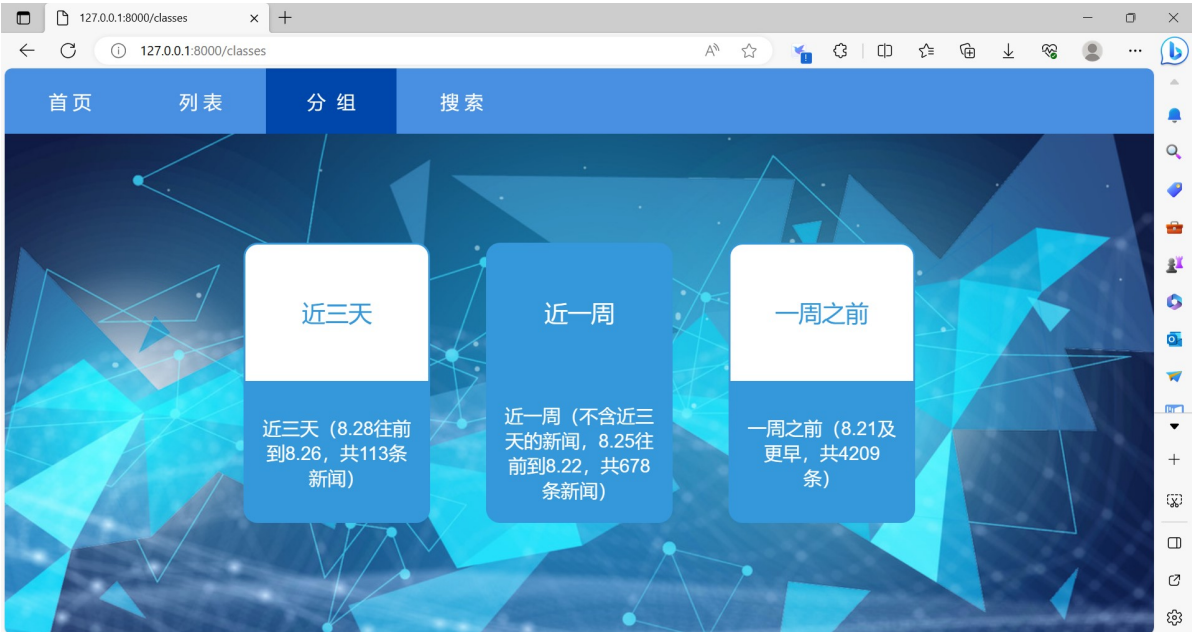 127.0.0.1:8000/classes
127.0.0.1:8000/classes
首页 列表 分组 搜索
近三天
近三天（8.28往前
到8.26，共113条
新闻）
近一周
近一周（不含近三
天的新闻，8.25往
前到8.22，共678
条新闻）
一周之前
一周之前（8.21及
更早，共4209
条）